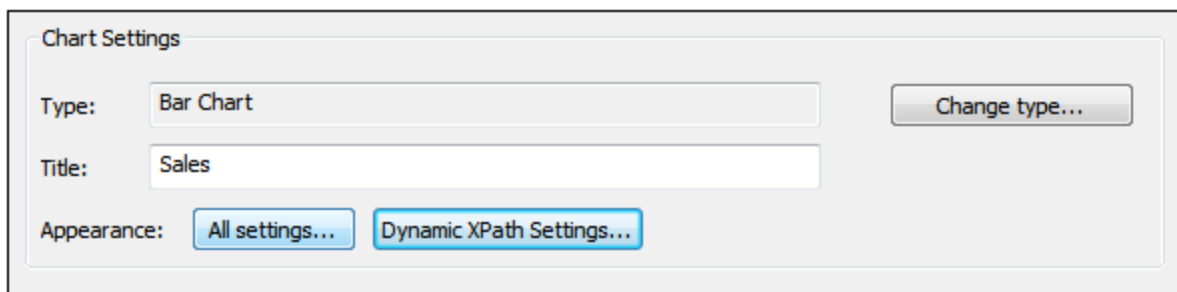 Chart Settings
Type: Bar Chart Change type...
Title: Sales
Appearance: All settings... Dynamic XPath Settings...